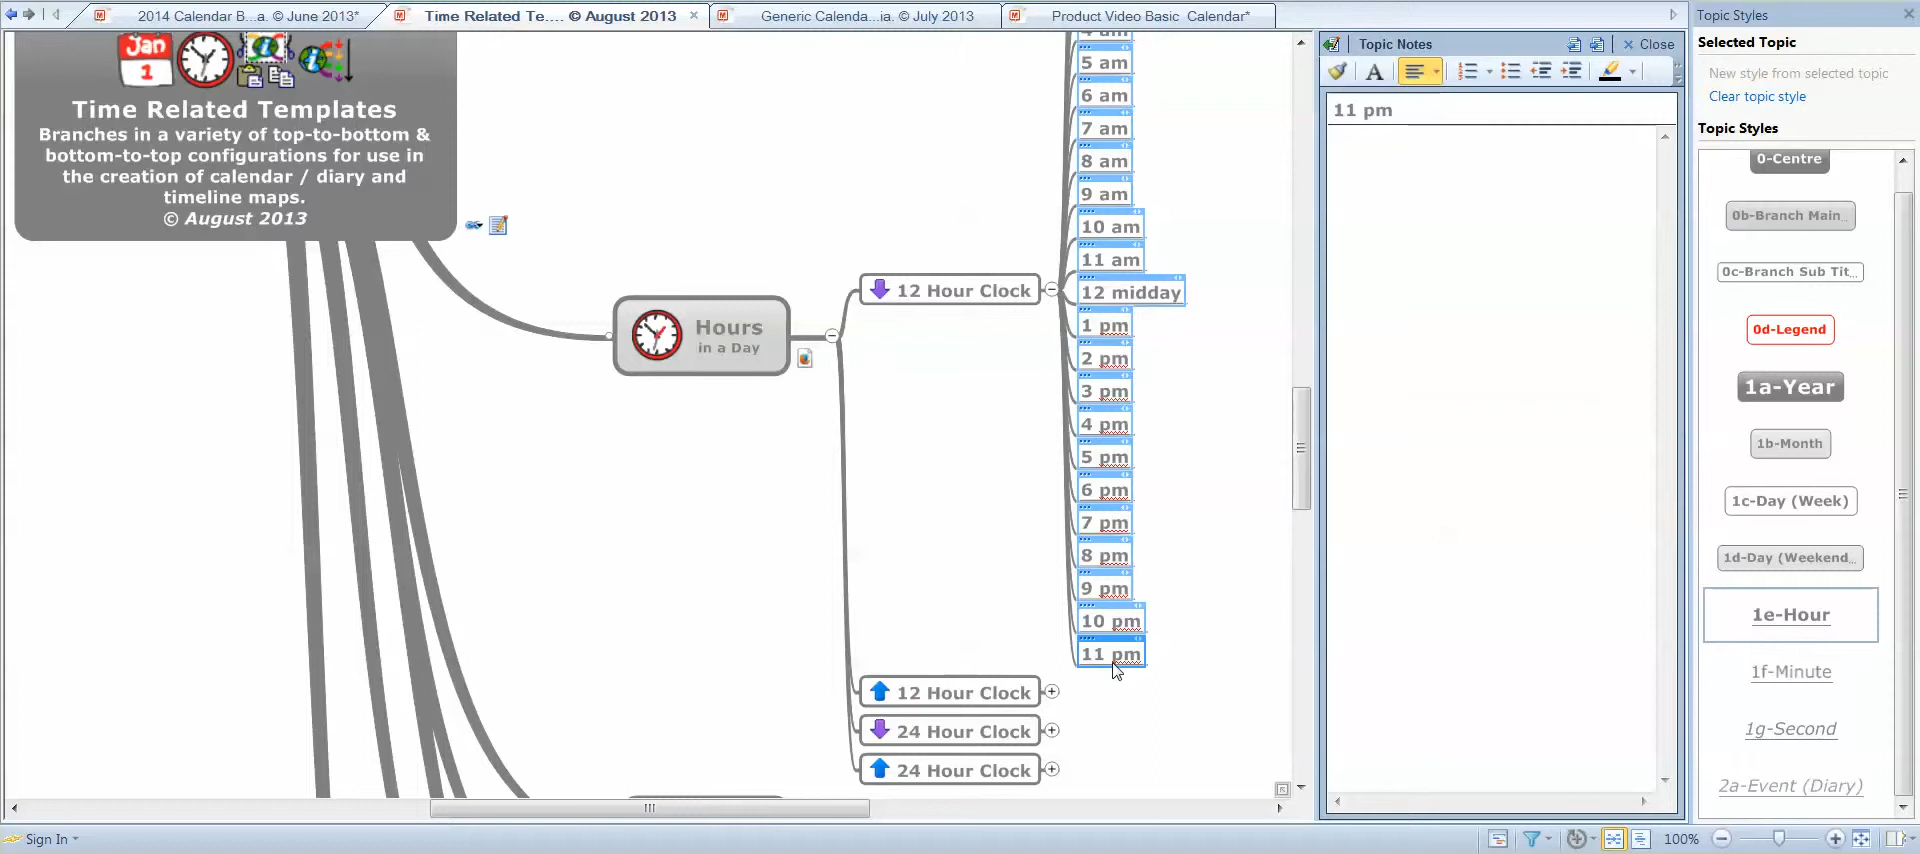 2014 Calendar B...a. © June 2013*
Time Related Te.... © August 2013
Generic Calenda...ia. © July 2013
Product Video Basic Calendar*
Topic Styles
Jan
1
Time Related Templates
Branches in a variety of top-to-bottom &
bottom-to-top configurations for use in
the creation of calendar / diary and
timeline maps.
© August 2013
Hours
in a Day
12 Hour Clock
4 am
5 am
6 am
7 am
8 am
9 am
10 am
11 am
12 midday
1 pm
2 pm
3 pm
4 pm
5 pm
6 pm
7 pm
8 pm
9 pm
10 pm
11 pm
12 Hour Clock
24 Hour Clock
24 Hour Clock
Topic Notes
Close
A
11 pm
Selected Topic
New style from selected topic
Clear topic style
Topic Styles
0-Centre
0b-Branch Main...
0c-Branch Sub Tit...
0d-Legend
1a-Year
1b-Month
1c-Day (Week)
1d-Day (Weekend...
1e-Hour
1f-Minute
1g-Second
2a-Event (Diary)
Sign In
100%